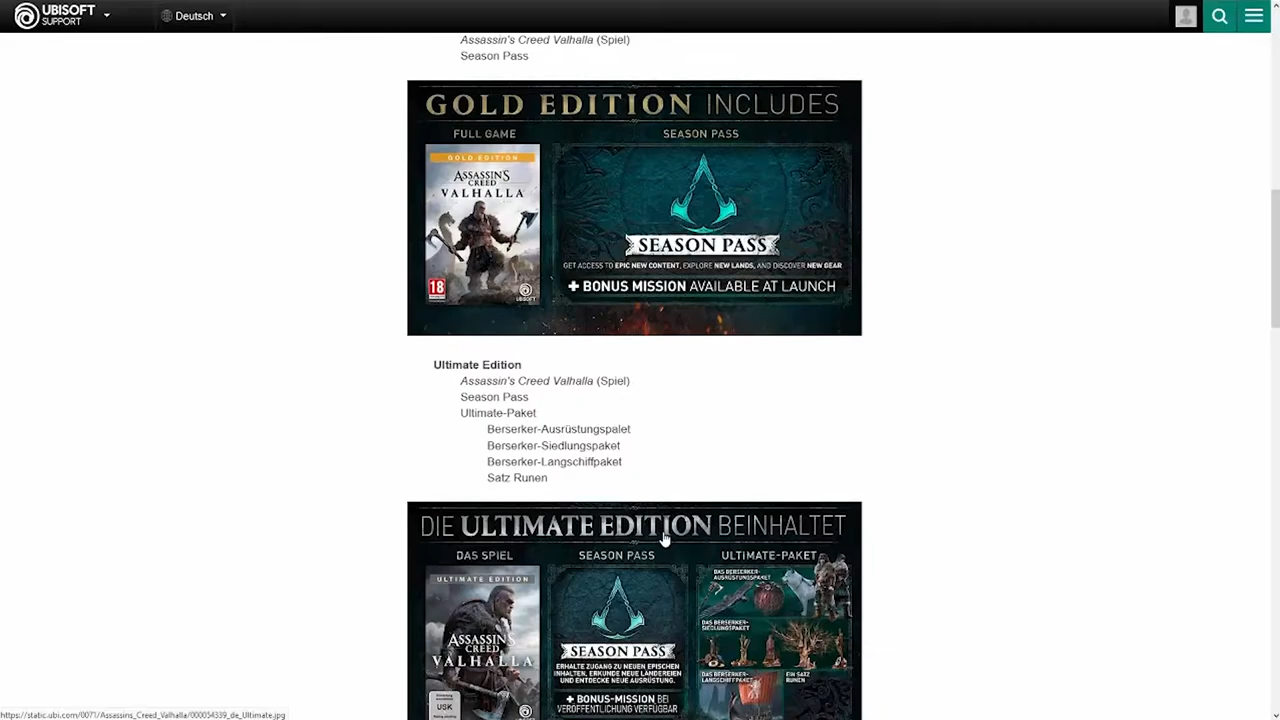 UBISOFT
SUPPORT
Deutsch
Assassin's Creed Valhalla (Spiel)
Season Pass
GOLD EDITION INCLUDES
FULL GAME
SEASON PASS
GOLD EDITION
ASSASSIN'S
CREED
VALHALLA
18
UBISOFT
SEASON PASS
GET ACCESS TO EPIC NEW CONTENT, EXPLORE NEW LANDS, AND DISCOVER NEW GEAR
+ BONUS MISSION AVAILABLE AT LAUNCH
Ultimate Edition
Assassin's Creed Valhalla (Spiel)
Season Pass
Ultimate-Paket
Berserker-Ausrüstungspalet
Berserker-Siedlungspaket
Berserker-Langschiffpaket
Satz Runen
DIE ULTIMATE EDITION BEINHALTET
DAS SPIEL
SEASON PASS
ULTIMATE-PAKET
ULTIMATE EDITION
ASSASSIN'S
CREED
VALHALLA
USK
SEASON PASS
ERHALTE ZUGANG ZU NEUEN EPISCHEN
INHALTEN, ERKUNDE NEUE LÄNDEREIEN
UND ENTDECKE NEUE AUSRÜSTUNG.
+ BONUS-MISSION BEI
VERÖFFENTLICHUNG VERFÜGBAR
DAS BERSERKER-
AUSRÜSTUNGSPAKET
DAS BERSERKER-
SIEDLUNGSPAKET
DAS BERSERKER-
LANGSCHIFFPAKET
EIN SATZ
RUNEN
https://static.ubi.com/0071/Assassins_Creed_Valhalla/000054339_de_Ultimate.jpg